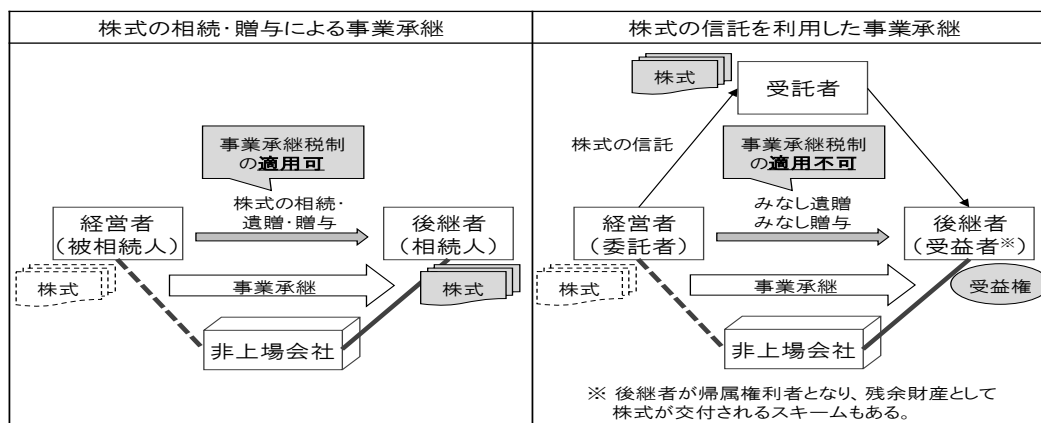 株式の相続・贈与による事業承継
事業承継税制
の適用可
株式の相続・
遺贈・贈与
経営者
（被相続人）
後継者
（相続人）
株式
事業承継
株式
非上場会社
株式の信託を利用した事業承継
株式
受託者
株式の信託
事業承継税制
の適用不可
みなし遺贈
みなし贈与
経営者
（委託者）
後継者
（受益者※）
株式
事業承継
受益権
非上場会社
※ 後継者が帰属権利者となり、残余財産として
株式が交付されるスキームもある。